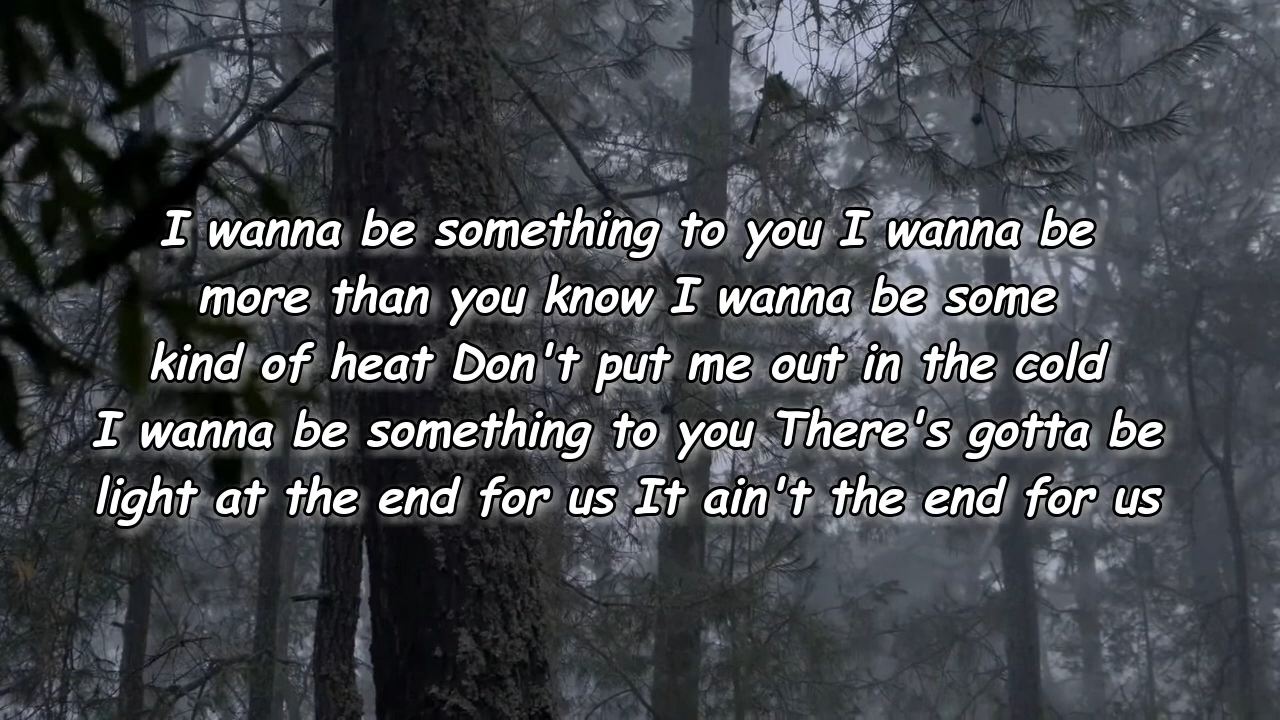 I wanna be something to you I wanna be
more than you know I wanna be some
kind of heat Don't put me out in the cold
I wanna be something to you There's gotta be
light at the end for us It ain't the end for us